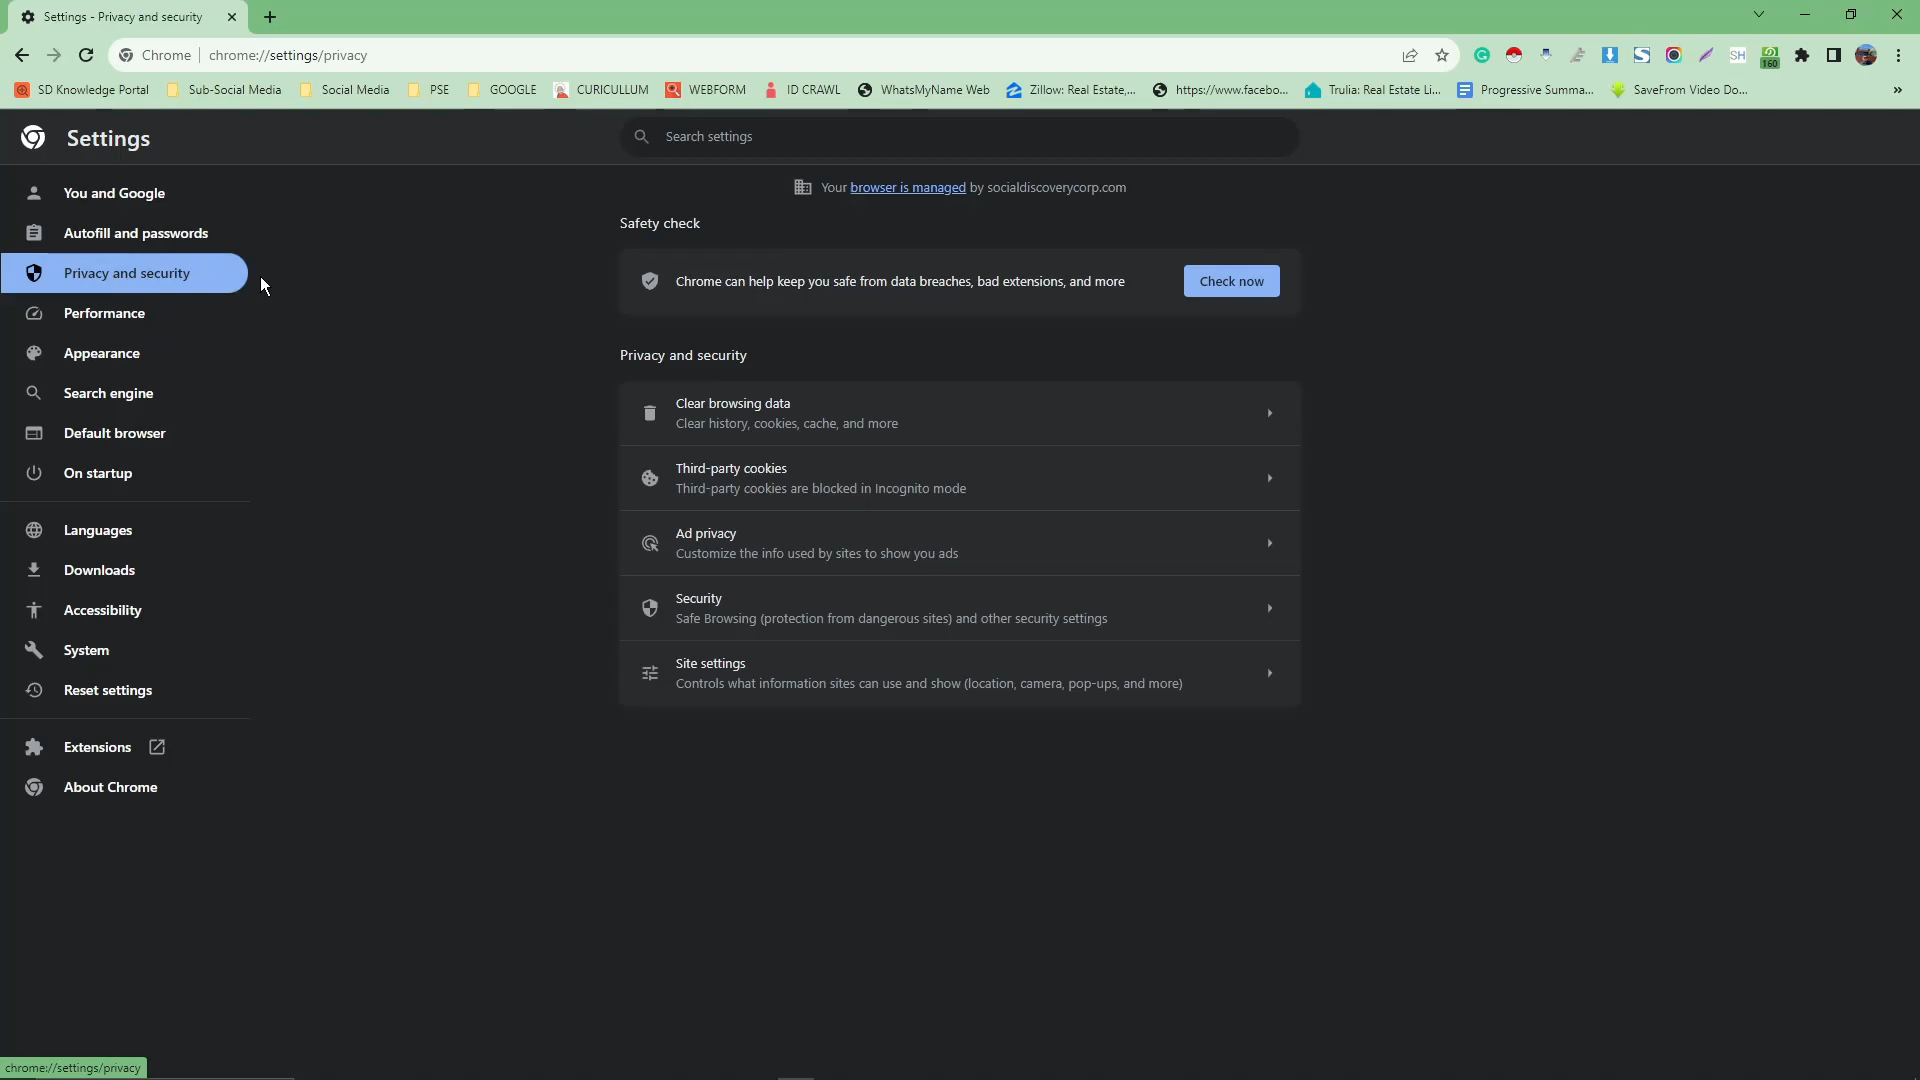 Settings - Privacy and security
Chrome
chrome://settings/privacy
SH
160
SD Knowledge Portal
Sub-Social Media
Social Media
PSE
GOOGLE
CURICULLUM
WEBFORM
ID CRAWL
WhatsMyName Web
Zillow: Real Estate,...
https://www.facebo...
Trulia: Real Estate Li...
Progressive Summa...
SaveFrom Video Do...
»
Settings
Search settings
You and Google
Autofill and passwords
Privacy and security
Performance
Appearance
Search engine
Default browser
On startup
Languages
Downloads
Accessibility
System
Reset settings
Extensions
About Chrome
Your browser is managed by socialdiscoverycorp.com
Safety check
Chrome can help keep you safe from data breaches, bad extensions, and more
Check now
Privacy and security
Clear browsing data
Clear history, cookies, cache, and more
Third-party cookies
Third-party cookies are blocked in Incognito mode
Ad privacy
Customize the info used by sites to show you ads
Security
Safe Browsing (protection from dangerous sites) and other security settings
Site settings
Controls what information sites can use and show (location, camera, pop-ups, and more)
chrome://settings/privacy